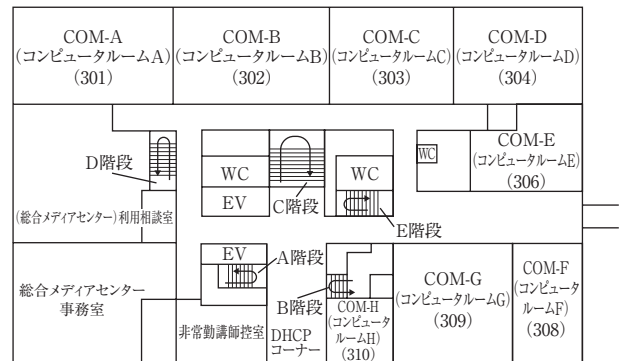 COM-A
(コンピュータルームA)
(301)
COM-B
(コンピュータルームB)
(302)
COM-C
(コンピュータルームC)
(303)
COM-D
(コンピュータルームD)
(304)
COM-E
(コンピュータルームE)
(306)
WC
D階段
WC
EV
C階段
WC
E階段
(総合メディアセンター)利用相談室
総合メディアセンター
事務室
EV
A階段
B階段
非常勤講師控室
DHCP
コーナー
COM-H
(コンピュータ
ルームH)
(310)
COM-G
(コンピュータルームG)
(309)
COM-F
(コンピュータ
ルームF)
(308)